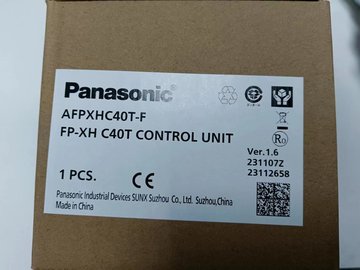 Panasonic
AFPXHC40T-F
FP-XH C40T CONTROL UNIT
Ver.1.6
231107Z
23112658
1 PCS. CE
Panasonic Industrial Devices SUNX Suzhou Co., Ltd. Suzhou,China
Made in China